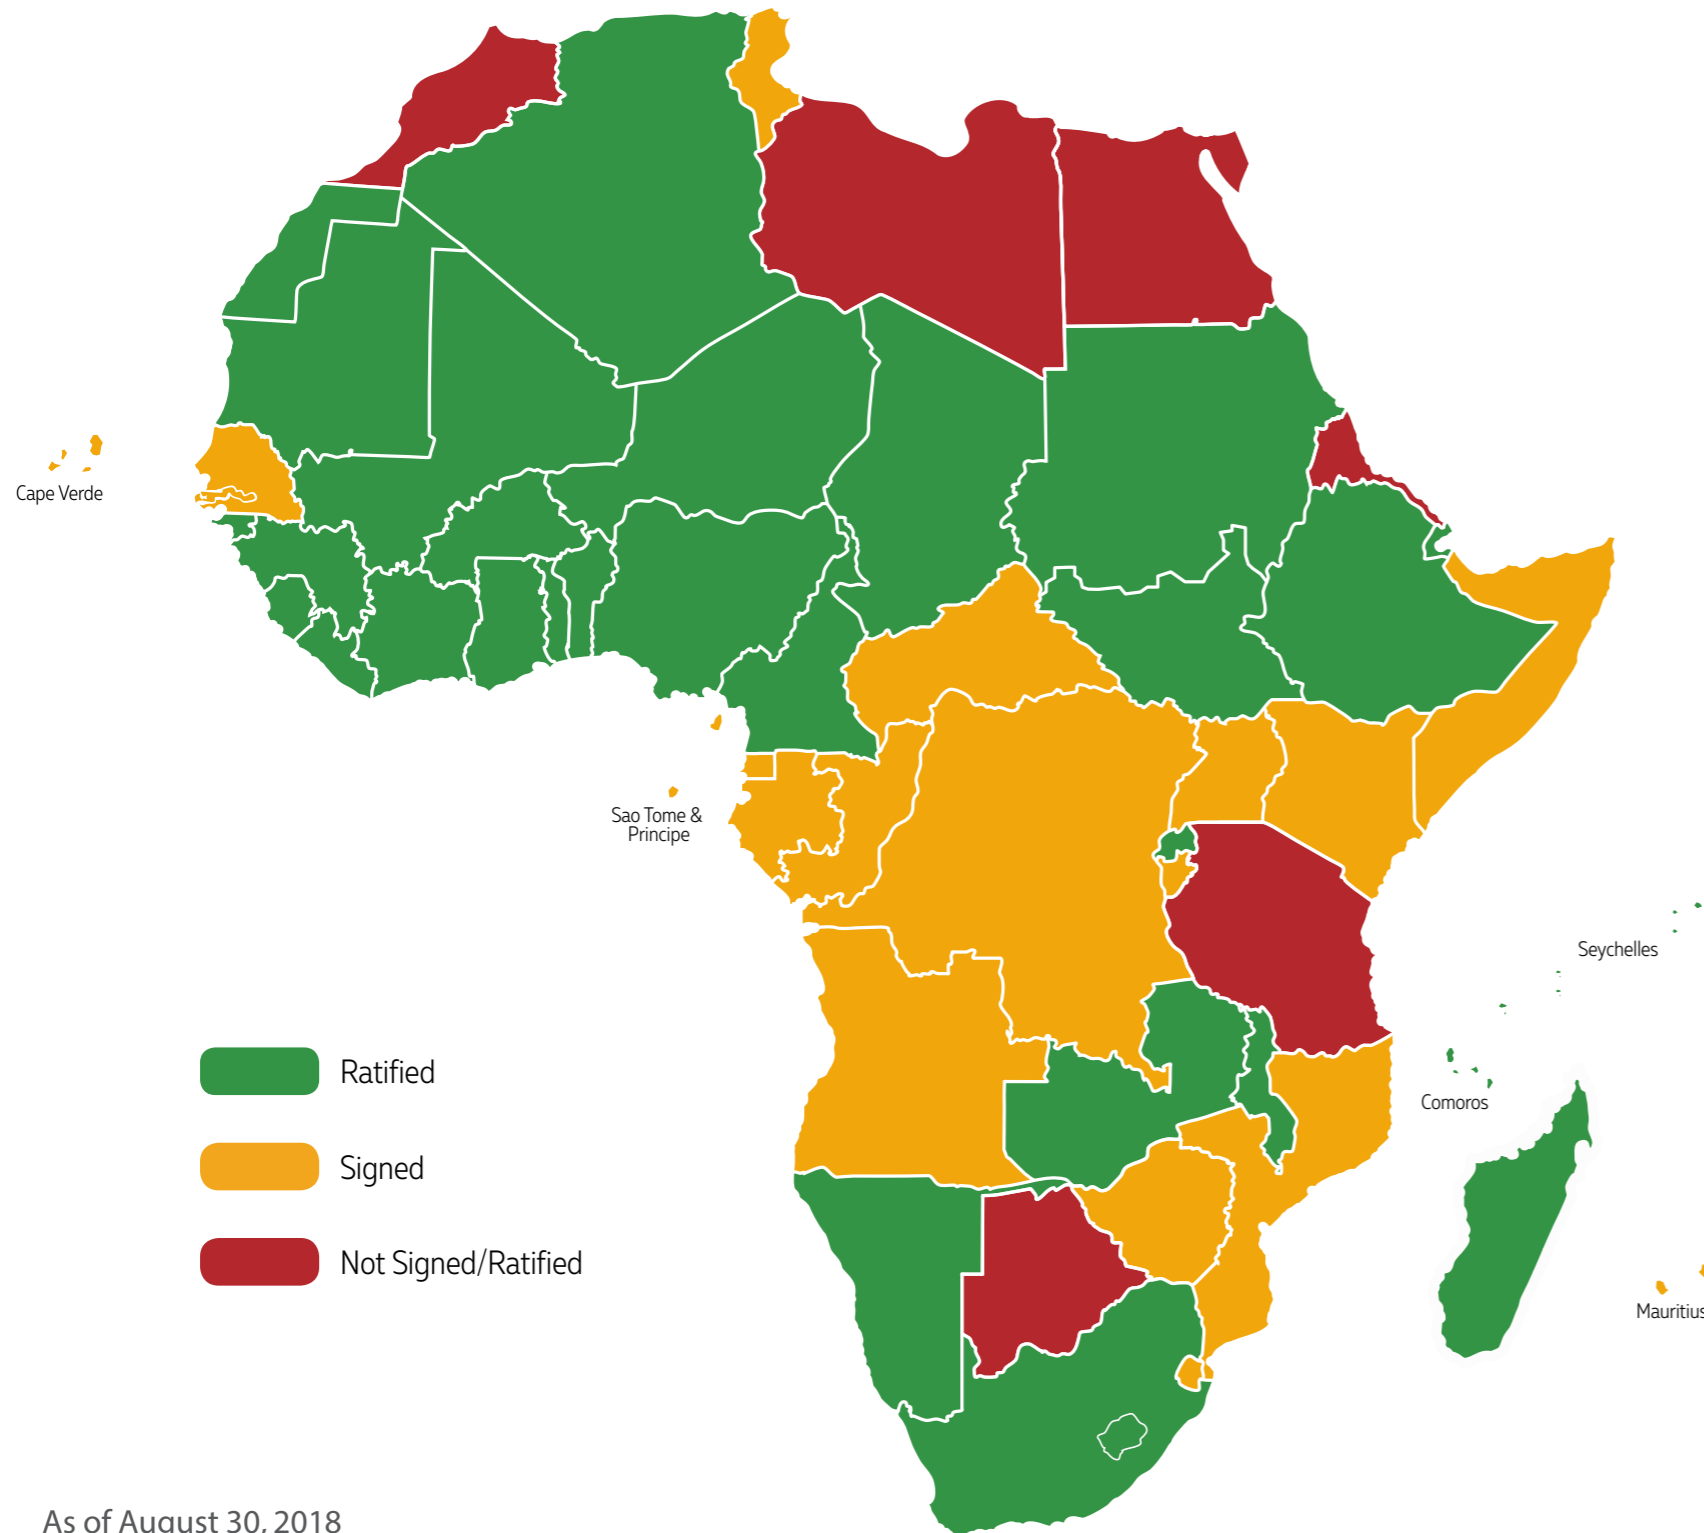 Cape Verde
Sao Tome &
Principe
Seychelles
Comoros
Mauritius
Ratified
Signed
Not Signed/Ratified
As of August 30, 2018